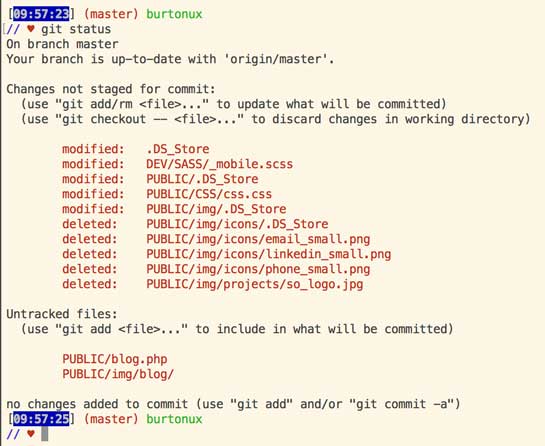 [09:57:23] (master) burtonux
// ♥ git status
On branch master
Your branch is up-to-date with 'origin/master'.
Changes not staged for commit:
(use "git add/rm <file>..." to update what will be committed)
(use "git checkout -- <file>..." to discard changes in working directory)
modified: .DS_Store
modified: DEV/SASS/_mobile.scss
modified: PUBLIC/.DS_Store
modified: PUBLIC/CSS/css.css
modified: PUBLIC/img/.DS_Store
deleted: PUBLIC/img/icons/.DS_Store
deleted: PUBLIC/img/icons/email_small.png
deleted: PUBLIC/img/icons/linkedin_small.png
deleted: PUBLIC/img/icons/phone_small.png
deleted: PUBLIC/img/projects/so_logo.jpg
Untracked files:
(use "git add <file>..." to include in what will be committed)
PUBLIC/blog.php
PUBLIC/img/blog/
no changes added to commit (use "git add" and/or "git commit -a")
[09:57:25] (master) burtonux
// ♥